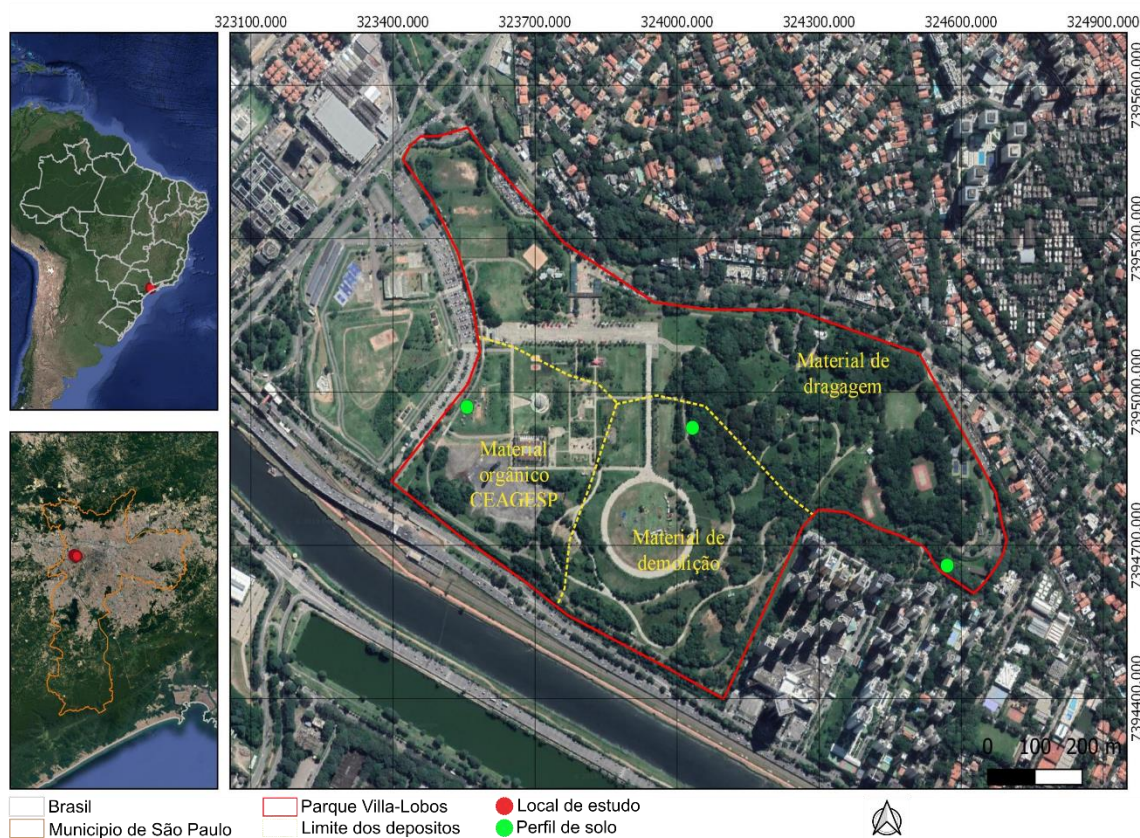 323100.000 323400.000 323700.000 324000.000 324300.000 324600.000 324900.000
7395600.000
7395300.000
7395000.000
7394700.000
7394400.000
Material de
dragagem
Material
orgânico
CEAGESP
Material de
demolição
0 100 200 m
Brasil
Municipio de São Paulo
Parque Villa-Lobos
Limite dos depositos
Local de estudo
Perfil de solo